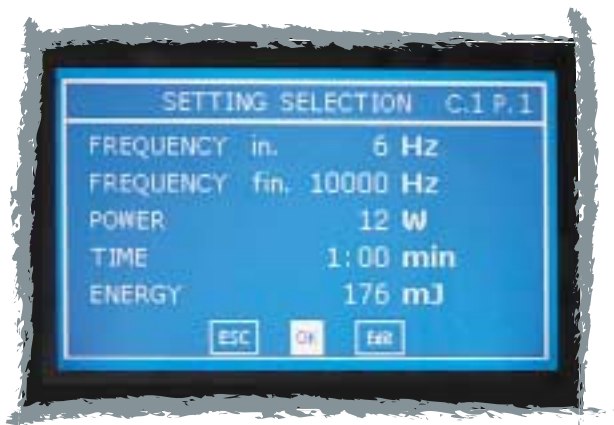 SETTING SELECTION C.1 P.1
FREQUENCY in. 6 Hz
FREQUENCY fin. 10000 Hz
POWER 12 W
TIME 1:00 min
ENERGY 176 mJ
ESC OK Edit